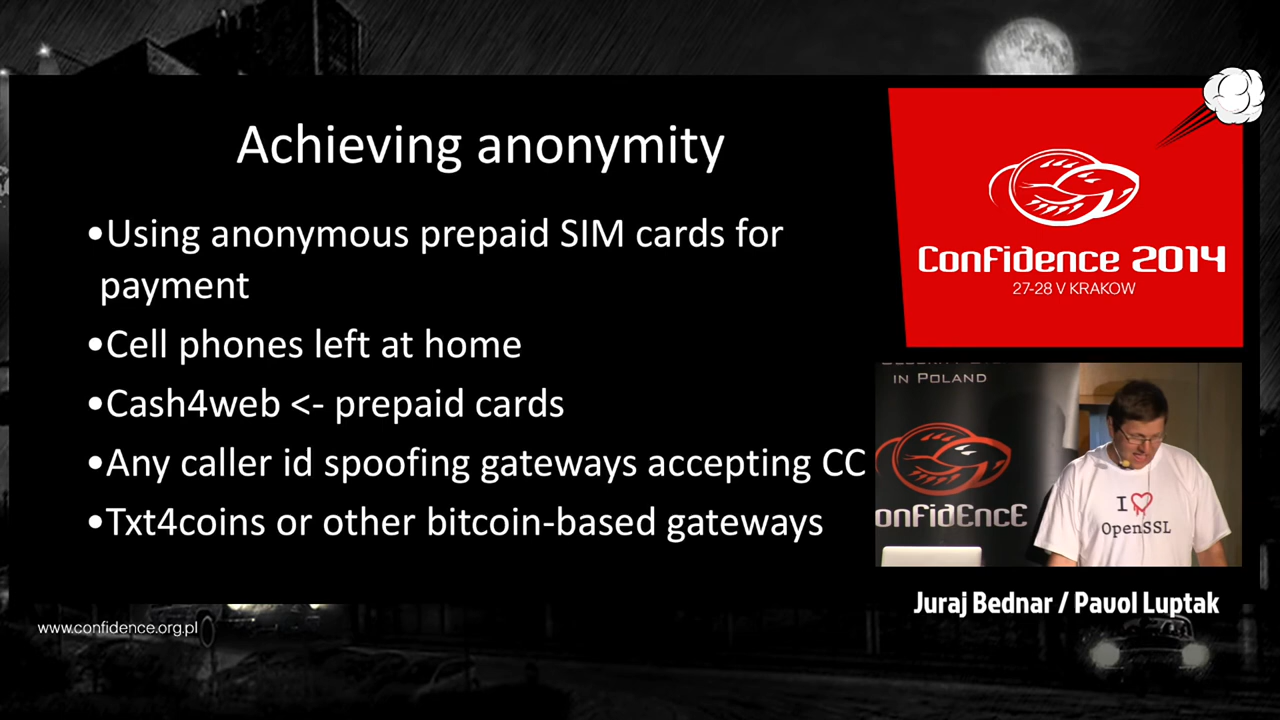 Achieving anonymity
•Using anonymous prepaid SIM cards for
payment
•Cell phones left at home
•Cash4web <- prepaid cards
•Any caller id spoofing gateways accepting CC
•Txt4coins or other bitcoin-based gateways
Confidence 2014
27-28 V KRAKOW
in Poland
onfidEncE
I
OpenSSL
Juraj Bednar / Pavol Luptak
www.confidence.org.pl